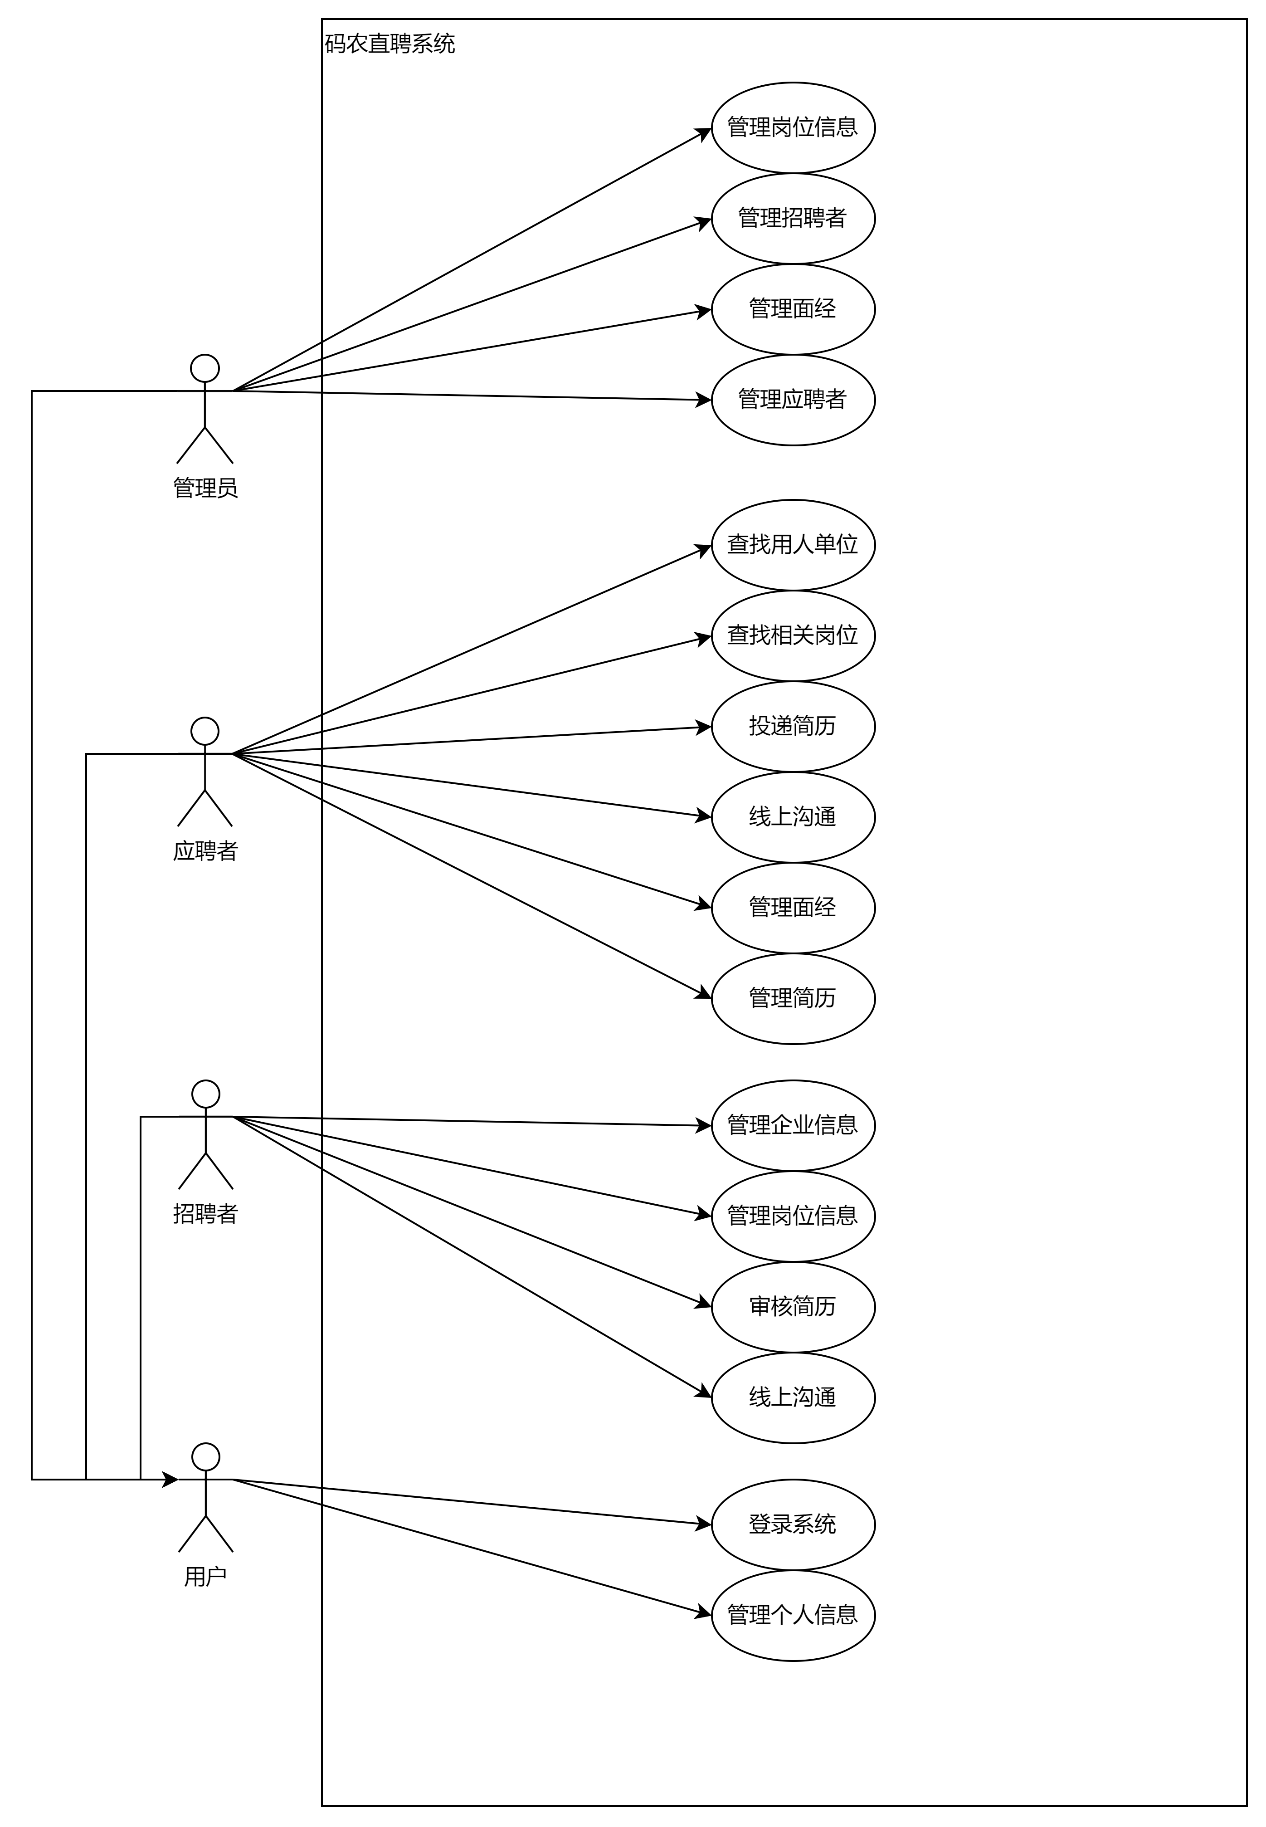 码农直聘系统
管理岗位信息
管理招聘者
管理面经
管理应聘者
管理员
查找用人单位
查找相关岗位
投递简历
线上沟通
管理面经
管理简历
应聘者
管理企业信息
管理岗位信息
审核简历
线上沟通
招聘者
登录系统
管理个人信息
用户